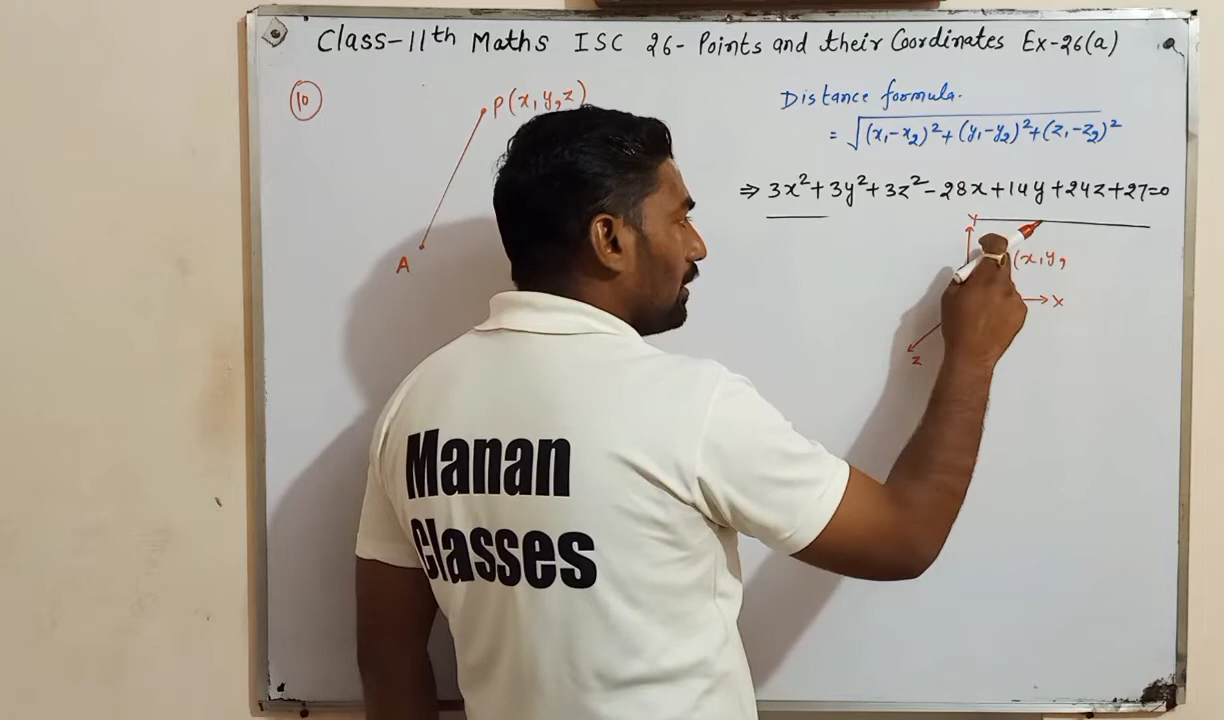 Class-11th Maths ISC 26- Points and their Coordinates Ex-26(a)
10
P(x,y,z)
A
Distance formula.
= √(x₁-x₂)²+(y₁-y₂)²+(z₁-z₂)²
⇒ 3x²+3y²+3z²-28x+14y+24z+27=0
Y
(x,y,
X
Z
Manan
Classes